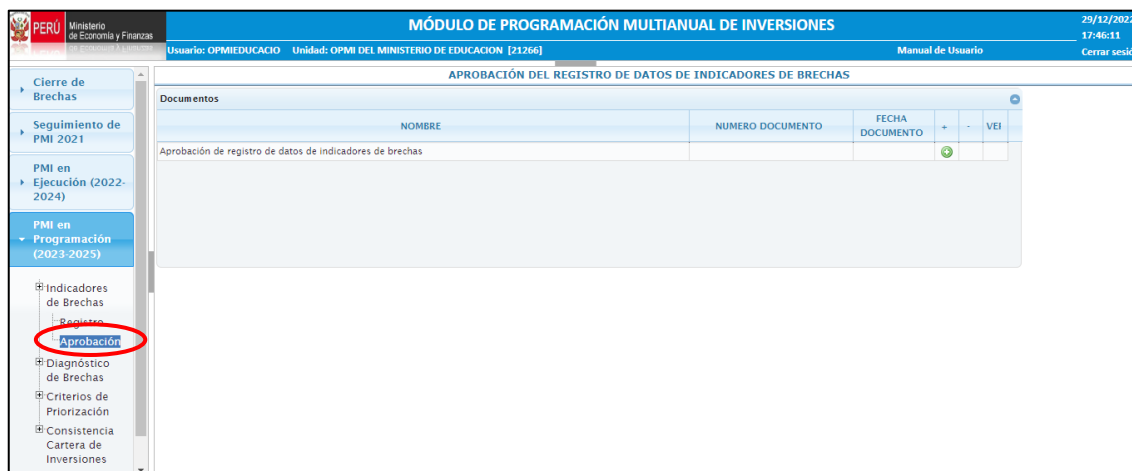 PERÚ
Ministerio
de Economía y Finanzas
MÓDULO DE PROGRAMACIÓN MULTIANUAL DE INVERSIONES
29/12/2022
17:46:11
Usuario: OPMIEDUCACIO Unidad: OPMI DEL MINISTERIO DE EDUCACION [21266]
Manual de Usuario
Cerrar sesió
Cierre de
Brechas
Seguimiento de
PMI 2021
PMI en
Ejecución (2022-
2024)
PMI en
Programación
(2023-2025)
Indicadores
de Brechas
Registro
Aprobación
Diagnóstico
de Brechas
Criterios de
Priorización
Consistencia
Cartera de
Inversiones
APROBACIÓN DEL REGISTRO DE DATOS DE INDICADORES DE BRECHAS
Documentos
NOMBRE NUMERO DOCUMENTO FECHA DOCUMENTO + - VEI
Aprobación de registro de datos de indicadores de brechas